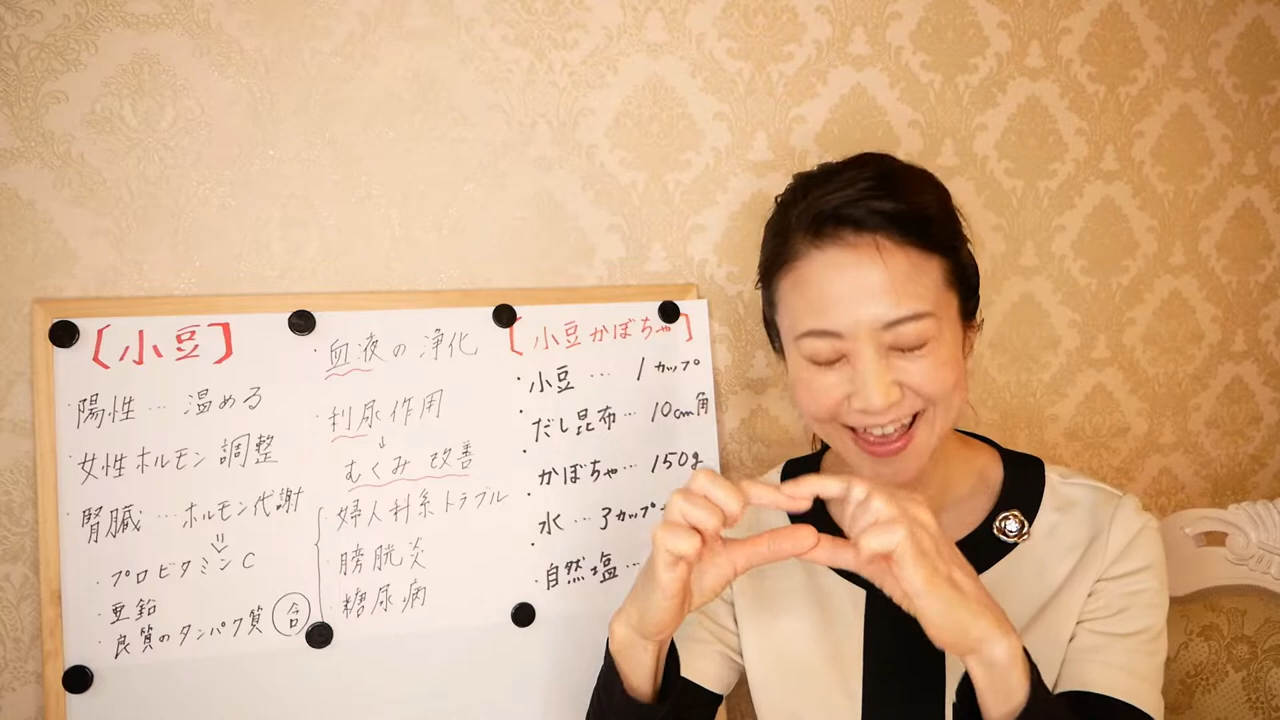 【小豆】
・陽性…温める
・女性ホルモン調整
・腎臓…ホルモン代謝
・プロビタミンC
・亜鉛
・良質のタンパク質 合
・血液の浄化
・利尿作用
↓
むくみ改善
・婦人科系トラブル
・膀胱炎
・糖尿病
【小豆かぼちゃ】
・小豆…1カップ
・だし昆布…10cm角
・かぼちゃ…150g
・水…3カップ
・自然塩…